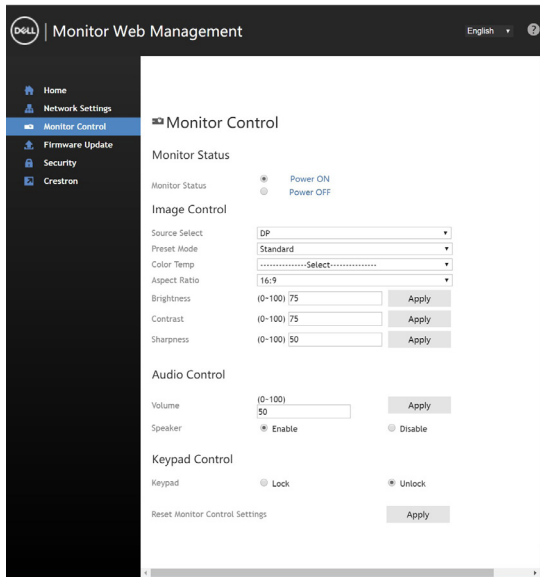 DELL | Monitor Web Management
English
?
Home
Network Settings
Monitor Control
Firmware Update
Security
Crestron
Monitor Control
Monitor Status
Monitor Status
Power ON
Power OFF
Image Control
Source Select DP
Preset Mode Standard
Color Temp ---------------Select---------------
Aspect Ratio 16:9
Brightness (0~100) 75 Apply
Contrast (0~100) 75 Apply
Sharpness (0~100) 50 Apply
Audio Control
(0~100)
Volume 50 Apply
Speaker Enable Disable
Keypad Control
Keypad Lock Unlock
Reset Monitor Control Settings Apply